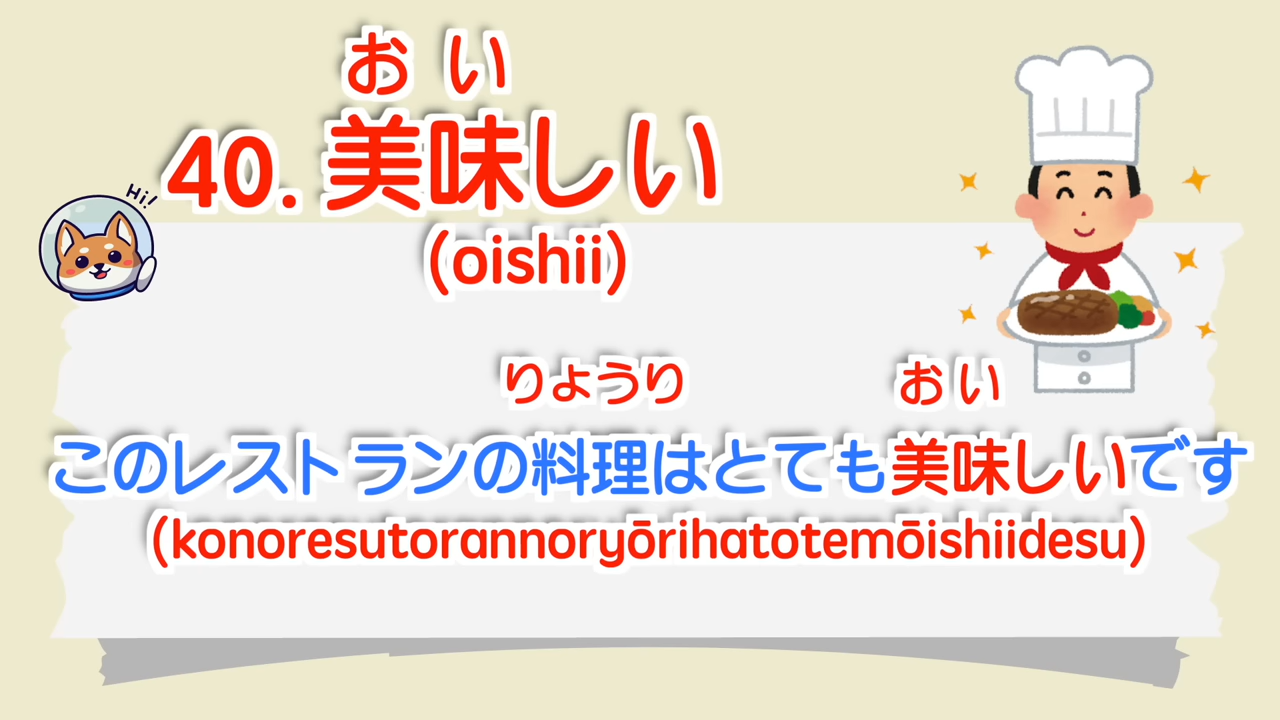 お い
40. 美味しい
Hi!
(oishii)
りょうり お い
このレストランの料理はとても美味しいです
(konoresutorannoryōrihatotemōishiidesu)